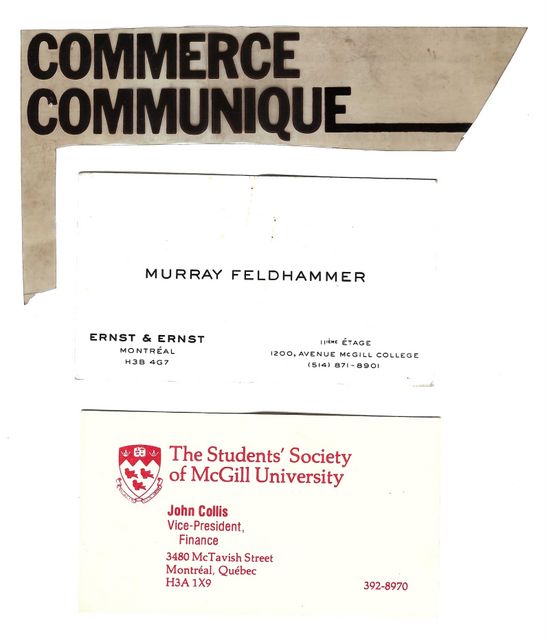 COMMERCE
COMMUNIQUE
MURRAY FELDHAMMER
ERNST & ERNST
MONTRÉAL
H3B 4G7
11IÈME ÉTAGE
1200, AVENUE McGILL COLLEGE
(514) 871-8901
The Students' Society
of McGill University
John Collis
Vice-President,
Finance
3480 McTavish Street
Montréal, Québec
H3A 1X9
392-8970